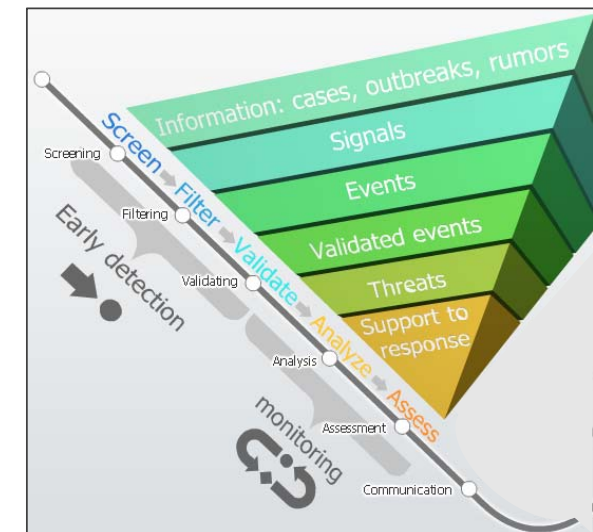 Information: cases, outbreaks, rumors
Signals
Events
Validated events
Threats
Support to
response
Screen
Filter
Validate
Analyze
Assess
Screening
Filtering
Validating
Analysis
Assessment
Communication
Early detection
monitoring